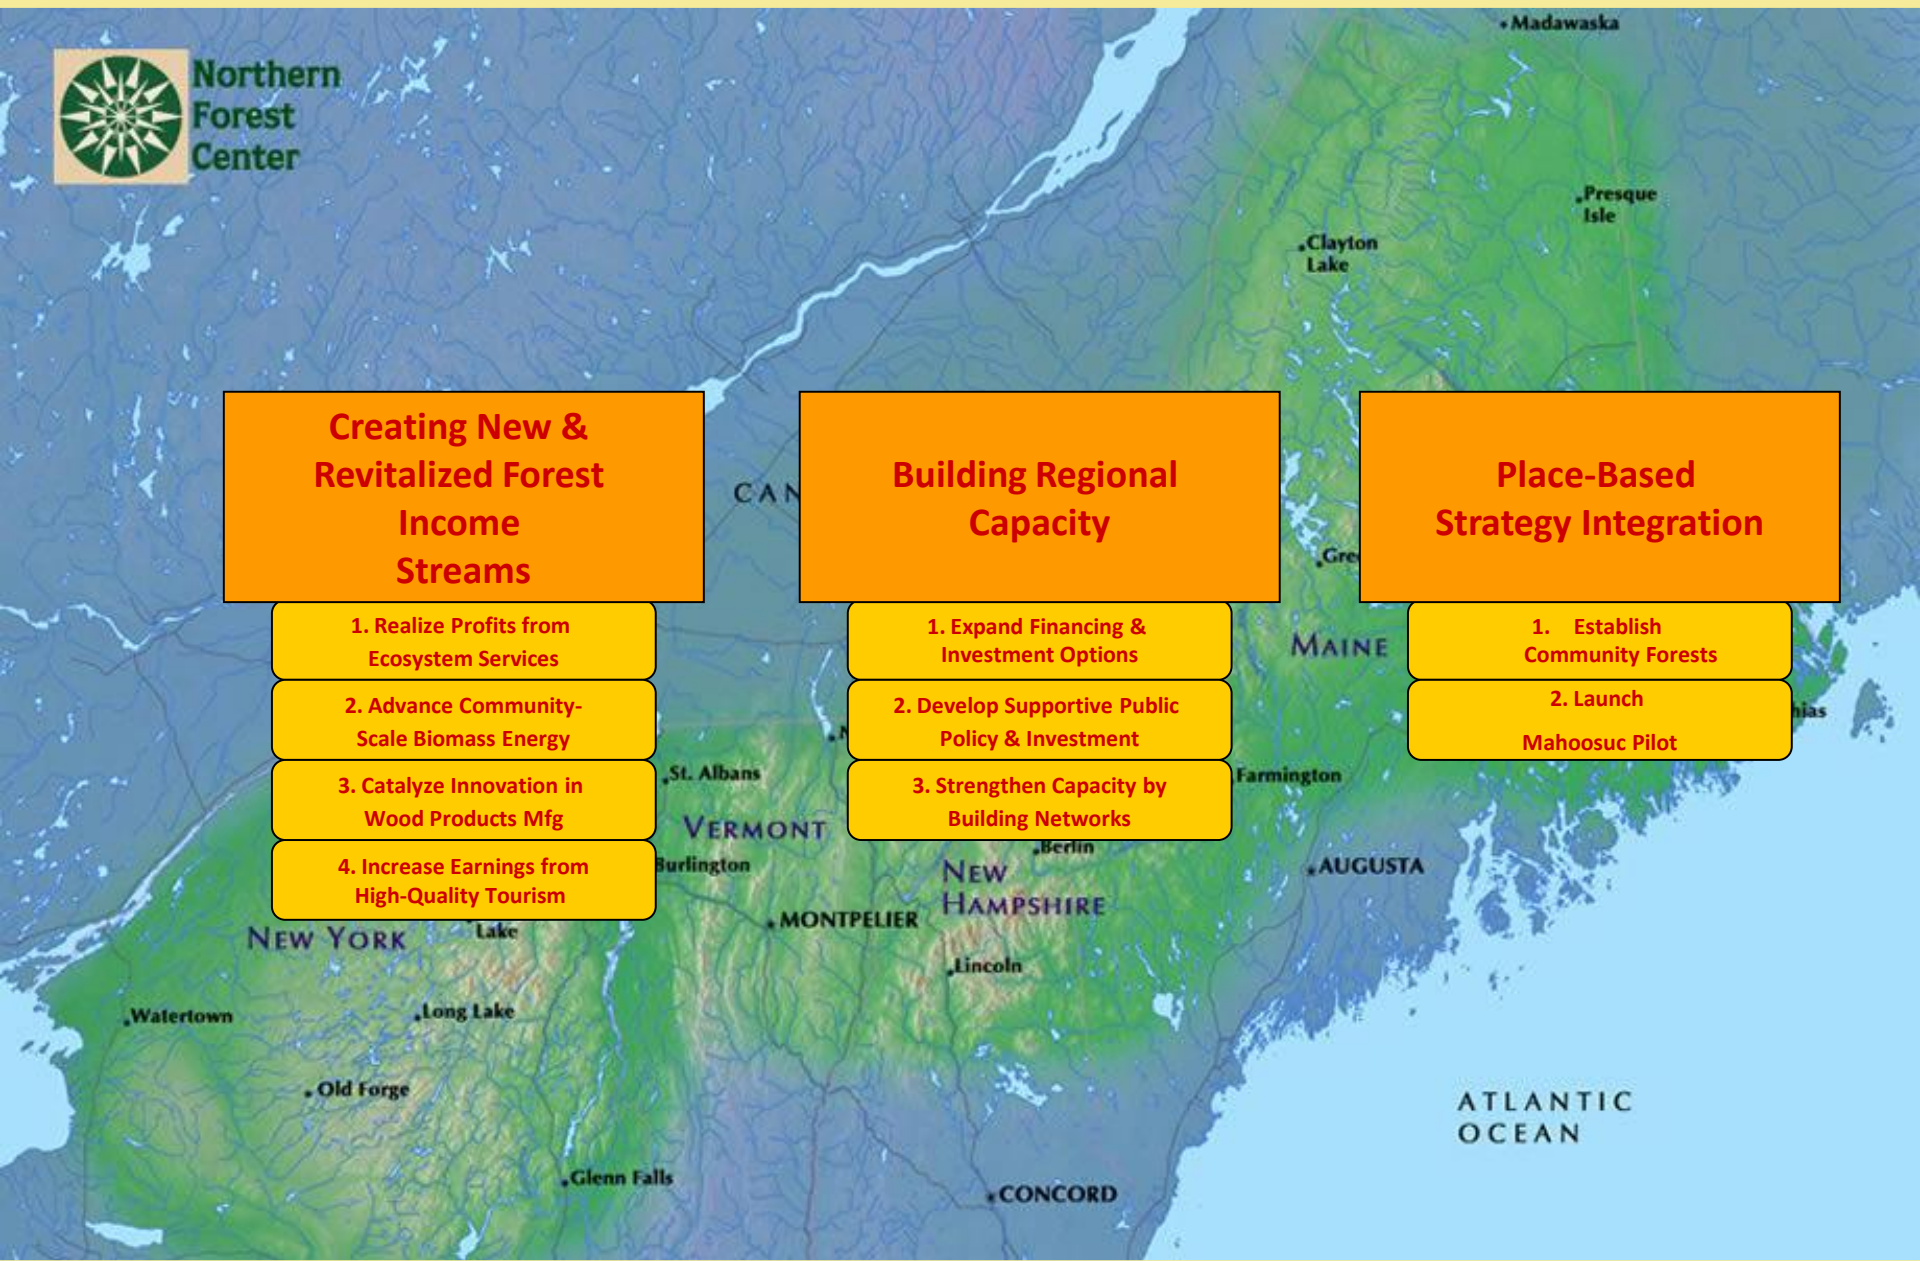 Madawaska
Northern
Forest
Center
Presque
Isle
Clayton
Lake
Creating New &
Revitalized Forest
Income
Streams
Building Regional
Capacity
Place-Based
Strategy Integration
1. Realize Profits from
Ecosystem Services
2. Advance Community-
Scale Biomass Energy
3. Catalyze Innovation in
Wood Products Mfg
4. Increase Earnings from
High-Quality Tourism
1. Expand Financing &
Investment Options
2. Develop Supportive Public
Policy & Investment
3. Strengthen Capacity by
Building Networks
1. Establish
Community Forests
2. Launch
Mahoosuc Pilot
MAINE
St. Albans
Farmington
VERMONT
Burlington
Berlin
NEW
HAMPSHIRE
AUGUSTA
MONTPELIER
NEW YORK
Lake
Lincoln
Watertown
Long Lake
Old Forge
ATLANTIC
OCEAN
Glenn Falls
CONCORD